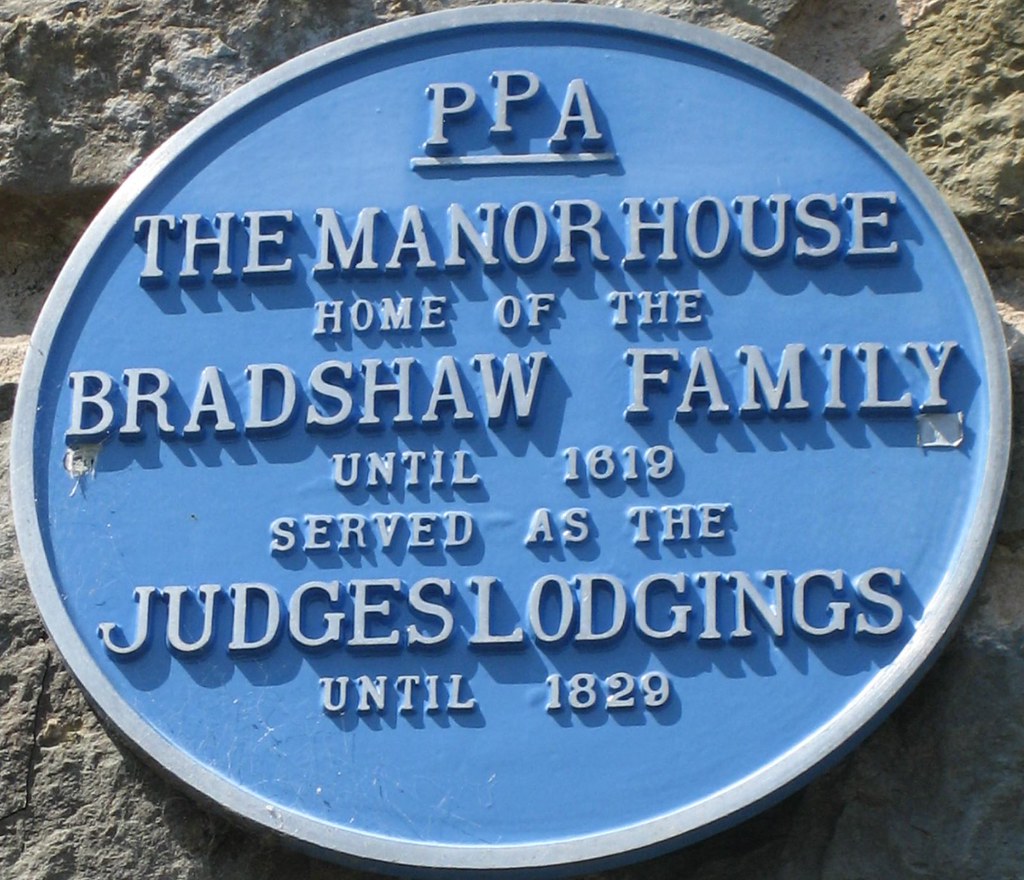 PPA
THE MANOR HOUSE
HOME OF THE
BRADSHAW FAMILY
UNTIL 1619
SERVED AS THE
JUDGES LODGINGS
UNTIL 1829